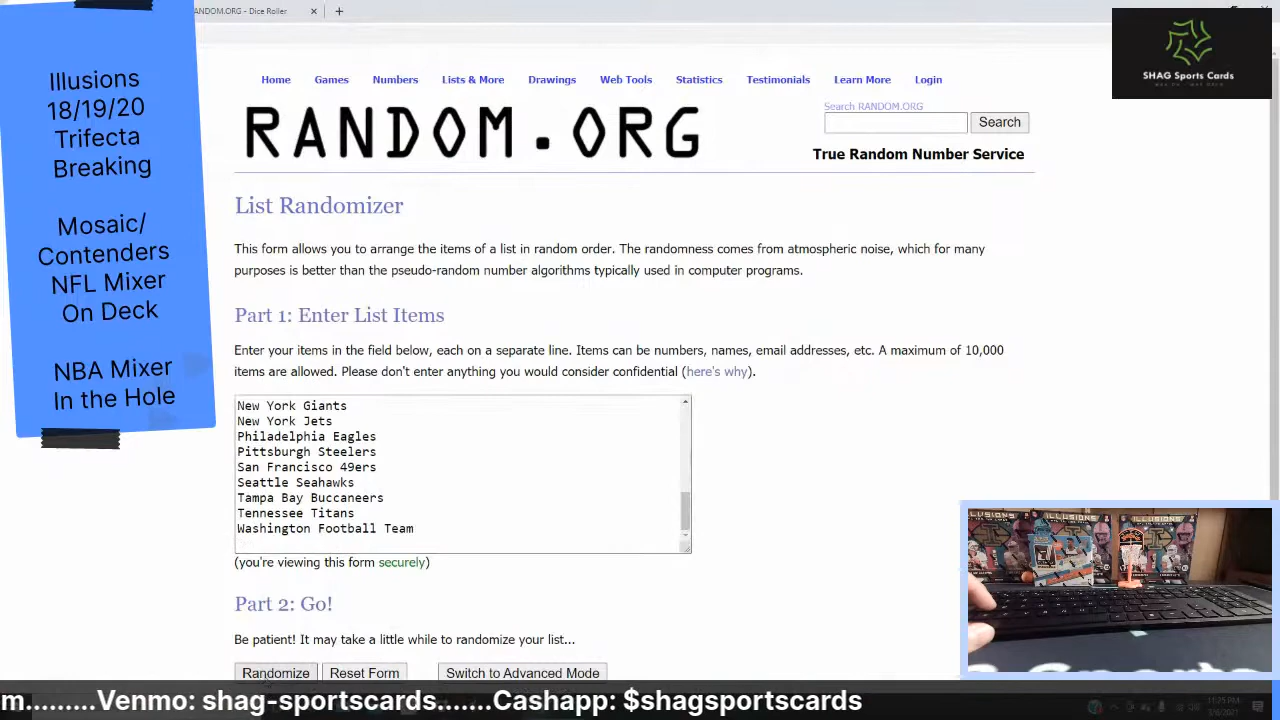 RANDOM.ORG - Dice Roller
Illusions
18/19/20
Trifecta
Breaking
Mosaic/
Contenders
NFL Mixer
On Deck
NBA Mixer
In the Hole
Home Games Numbers Lists & More Drawings Web Tools Statistics Testimonials Learn More Login
RANDOM.ORG
Search RANDOM.ORG
Search
True Random Number Service
SHAG Sports Cards
List Randomizer
This form allows you to arrange the items of a list in random order. The randomness comes from atmospheric noise, which for many
purposes is better than the pseudo-random number algorithms typically used in computer programs.
Part 1: Enter List Items
Enter your items in the field below, each on a separate line. Items can be numbers, names, email addresses, etc. A maximum of 10,000
items are allowed. Please don't enter anything you would consider confidential (here's why).
New York Giants
New York Jets
Philadelphia Eagles
Pittsburgh Steelers
San Francisco 49ers
Seattle Seahawks
Tampa Bay Buccaneers
Tennessee Titans
Washington Football Team
(you're viewing this form securely)
Part 2: Go!
Be patient! It may take a little while to randomize your list...
Randomize Reset Form Switch to Advanced Mode
ILLUSIONS
m.........Venmo: shag-sportscards.......Cashapp: $shagsportscards